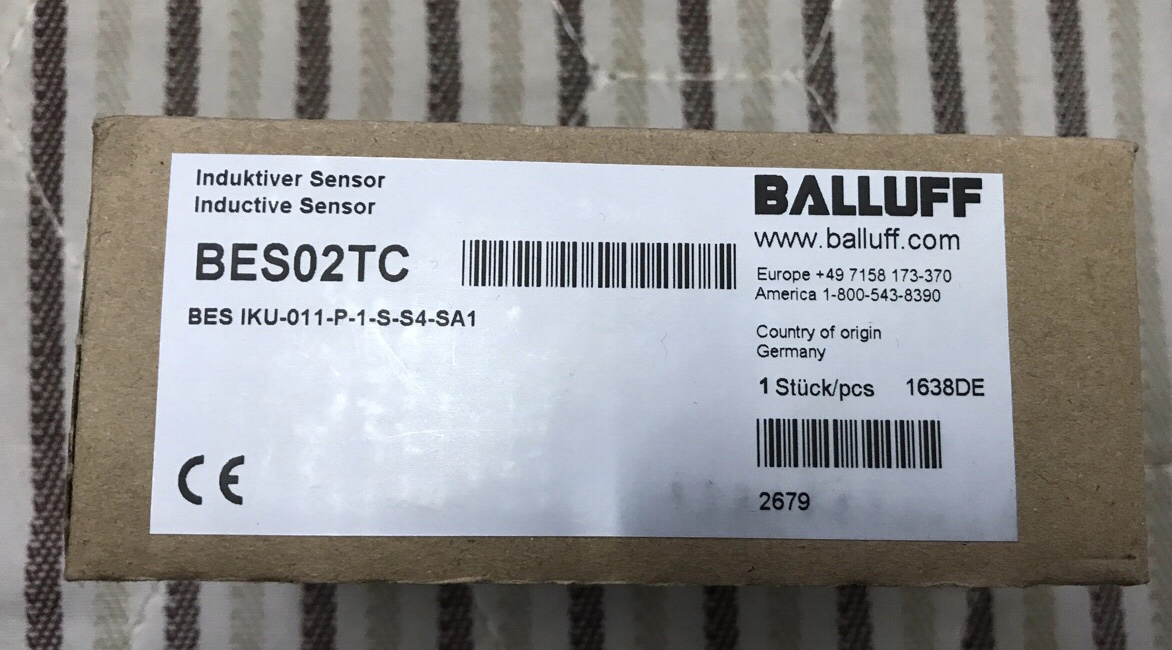 Induktiver Sensor
Inductive Sensor
BES02TC
BES IKU-011-P-1-S-S4-SA1
CE
BALLUFF
www.balluff.com
Europe +49 7158 173-370
America 1-800-543-8390
Country of origin
Germany
1 Stück/pcs 1638DE
2679